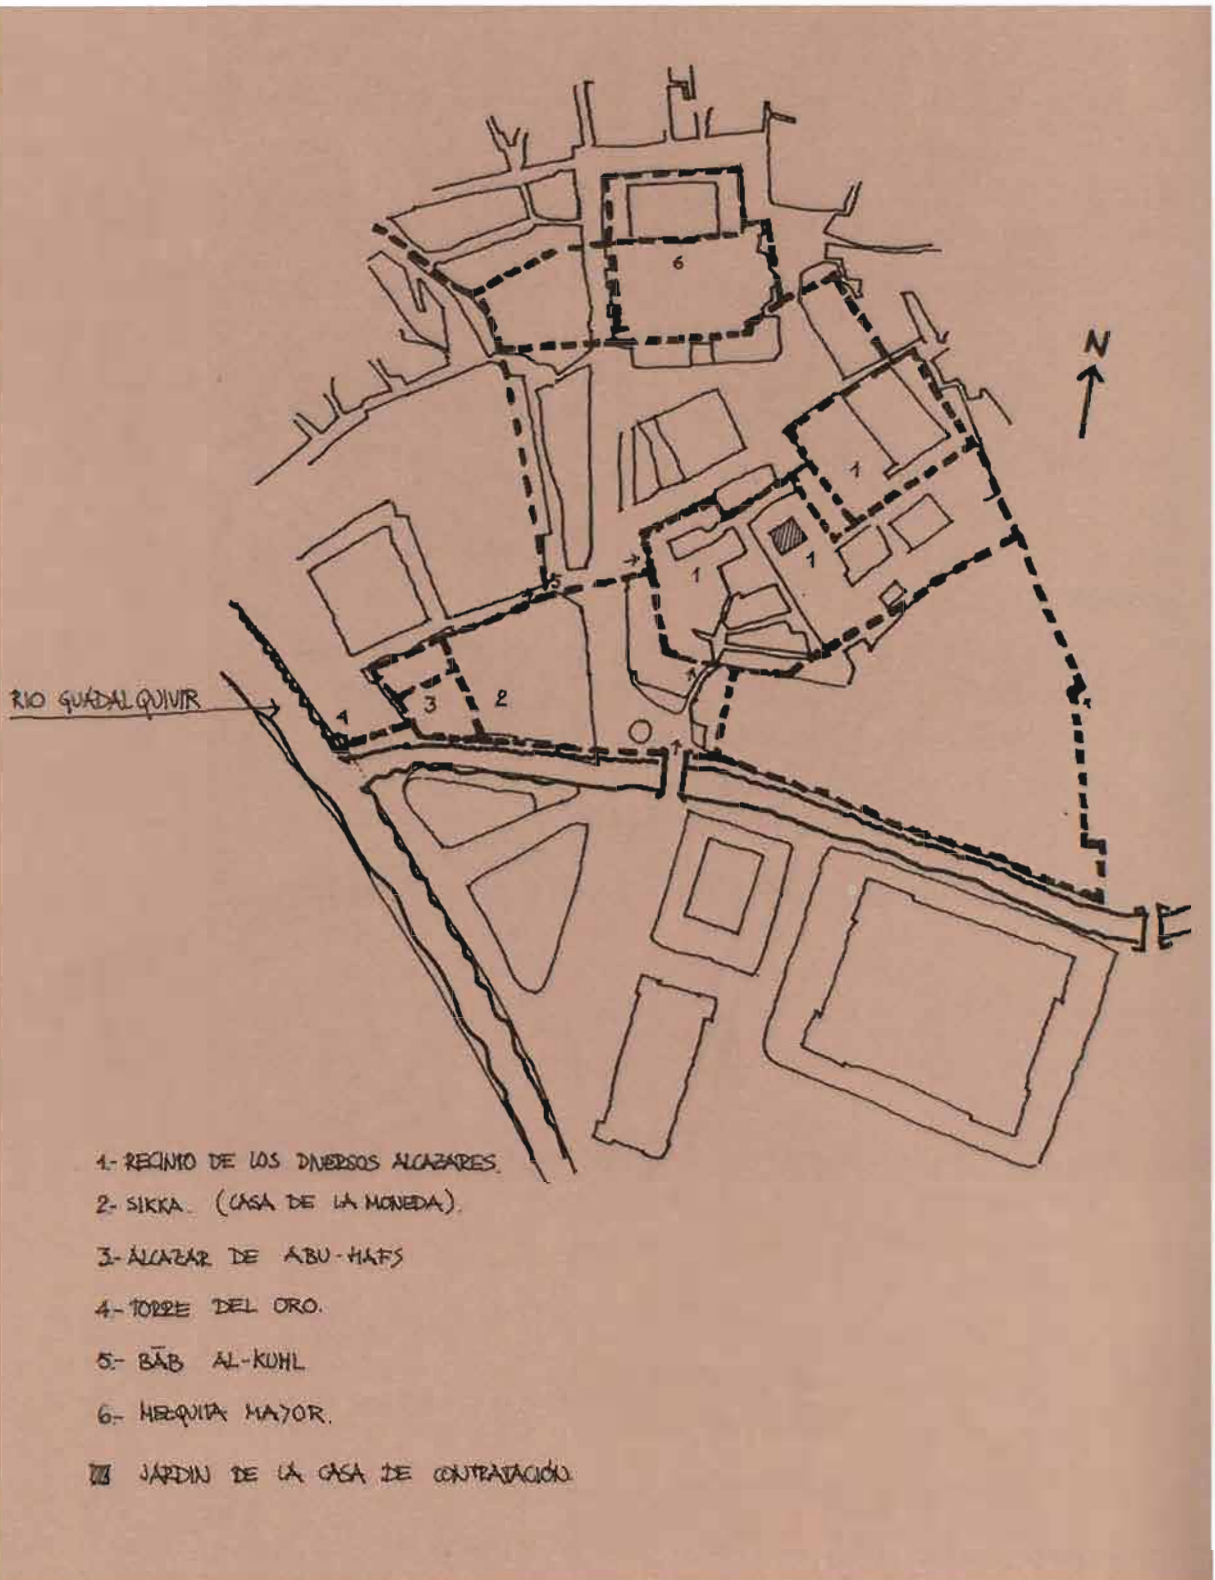 6
N
1
1
1
5
RIO GUADALQUIVIR
4
3
2
1.- RECINTO DE LOS DIVERSOS ALCAZARES.
2- SIKKA. (CASA DE LA MONEDA).
3- ALCAZAR DE ABU-HAFS
4- TORRE DEL ORO.
5.- BĀB AL-KUHL
6.- MEZQUITA MAYOR.
JARDIN DE LA CASA DE CONTRATACIÓN.